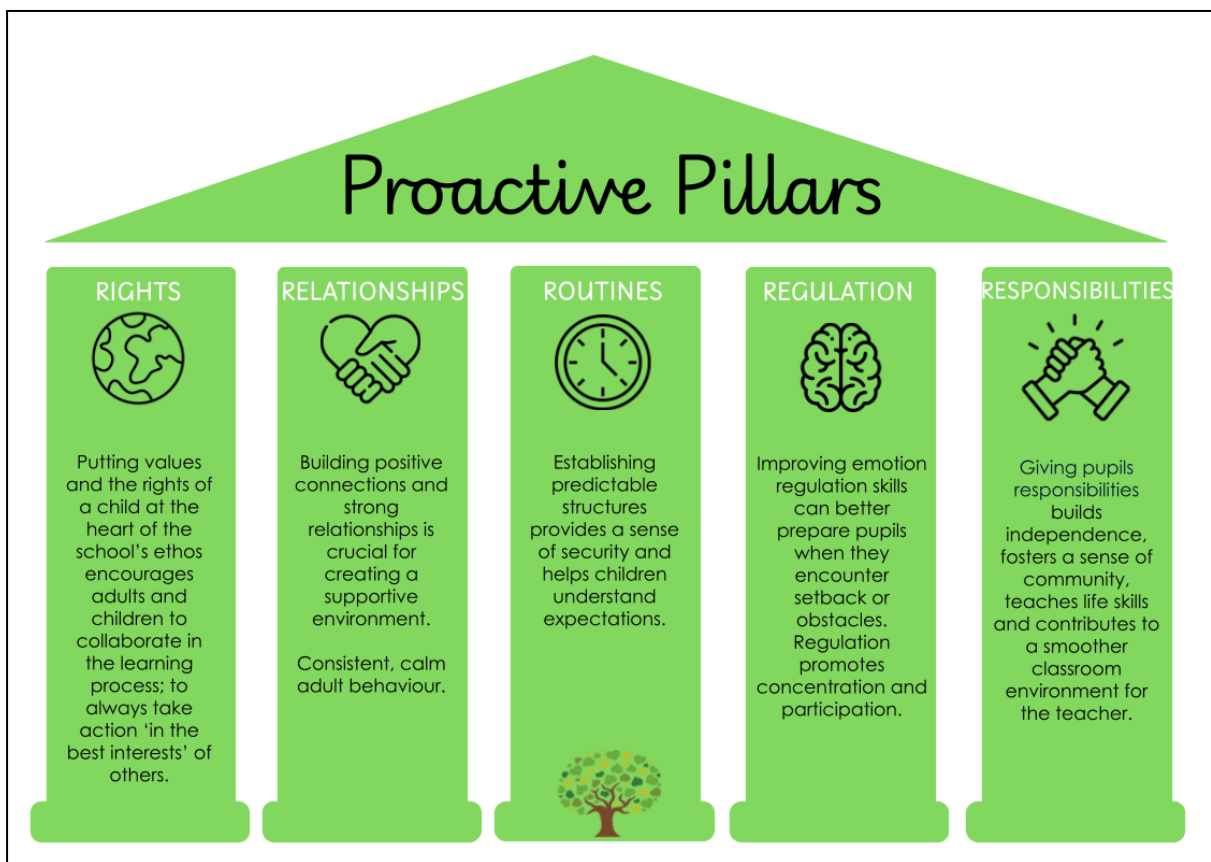 Proactive Pillars
RIGHTS
Putting values
and the rights of
a child at the
heart of the
school’s ethos
encourages
adults and
children to
collaborate in
the learning
process; to
always take
action ‘in the
best interests’ of
others.
RELATIONSHIPS
Building positive
connections and
strong
relationships is
crucial for
creating a
supportive
environment.
Consistent, calm
adult behaviour.
ROUTINES
Establishing
predictable
structures
provides a sense
of security and
helps children
understand
expectations.
REGULATION
Improving emotion
regulation skills
can better
prepare pupils
when they
encounter
setback or
obstacles.
Regulation
promotes
concentration and
participation.
RESPONSIBILITIES
Giving pupils
responsibilities
builds
independence,
fosters a sense of
community,
teaches life skills
and contributes to
a smoother
classroom
environment for
the teacher.